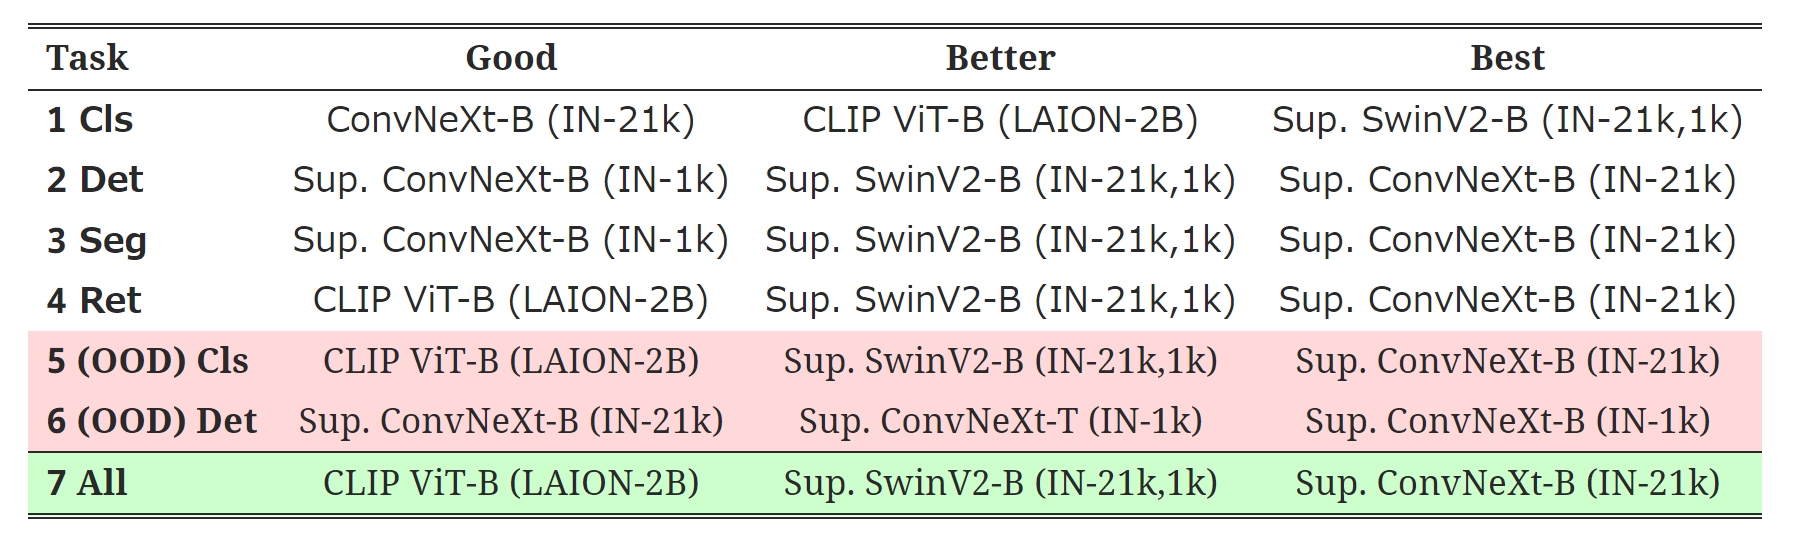 Task Good Better Best
1 Cls ConvNeXt-B (IN-21k) CLIP ViT-B (LAION-2B) Sup. SwinV2-B (IN-21k,1k)
2 Det Sup. ConvNeXt-B (IN-1k) Sup. SwinV2-B (IN-21k,1k) Sup. ConvNeXt-B (IN-21k)
3 Seg Sup. ConvNeXt-B (IN-1k) Sup. SwinV2-B (IN-21k,1k) Sup. ConvNeXt-B (IN-21k)
4 Ret CLIP ViT-B (LAION-2B) Sup. SwinV2-B (IN-21k,1k) Sup. ConvNeXt-B (IN-21k)
5 (OOD) Cls CLIP ViT-B (LAION-2B) Sup. SwinV2-B (IN-21k,1k) Sup. ConvNeXt-B (IN-21k)
6 (OOD) Det Sup. ConvNeXt-B (IN-21k) Sup. ConvNeXt-T (IN-1k) Sup. ConvNeXt-B (IN-1k)
7 All CLIP ViT-B (LAION-2B) Sup. SwinV2-B (IN-21k,1k) Sup. ConvNeXt-B (IN-21k)